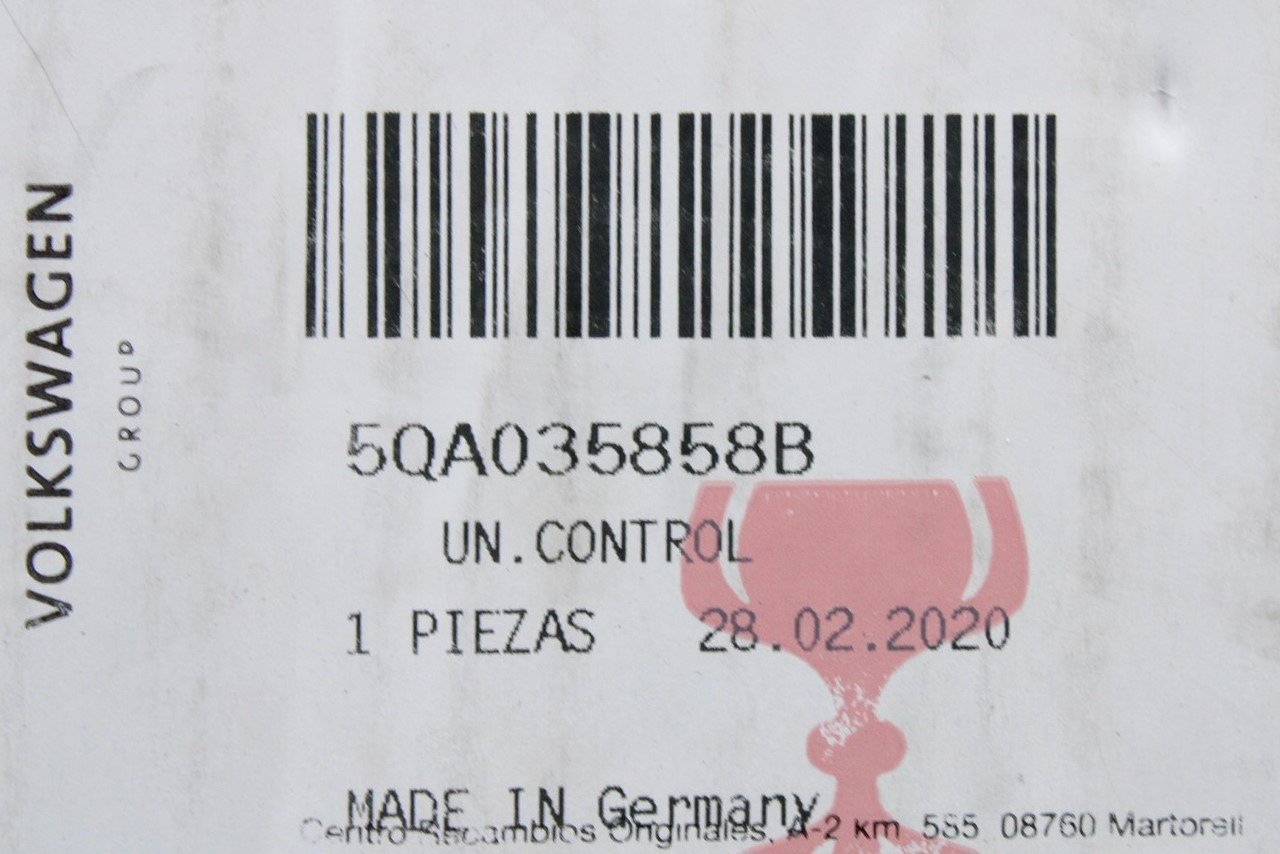 VOLKSWAGEN
GROUP
5QA035858B
UN.CONTROL
1 PIEZAS 28.02.2020
MADE IN Germany
Centro Recambios Originales, A-2 km 585 08760 Martorell